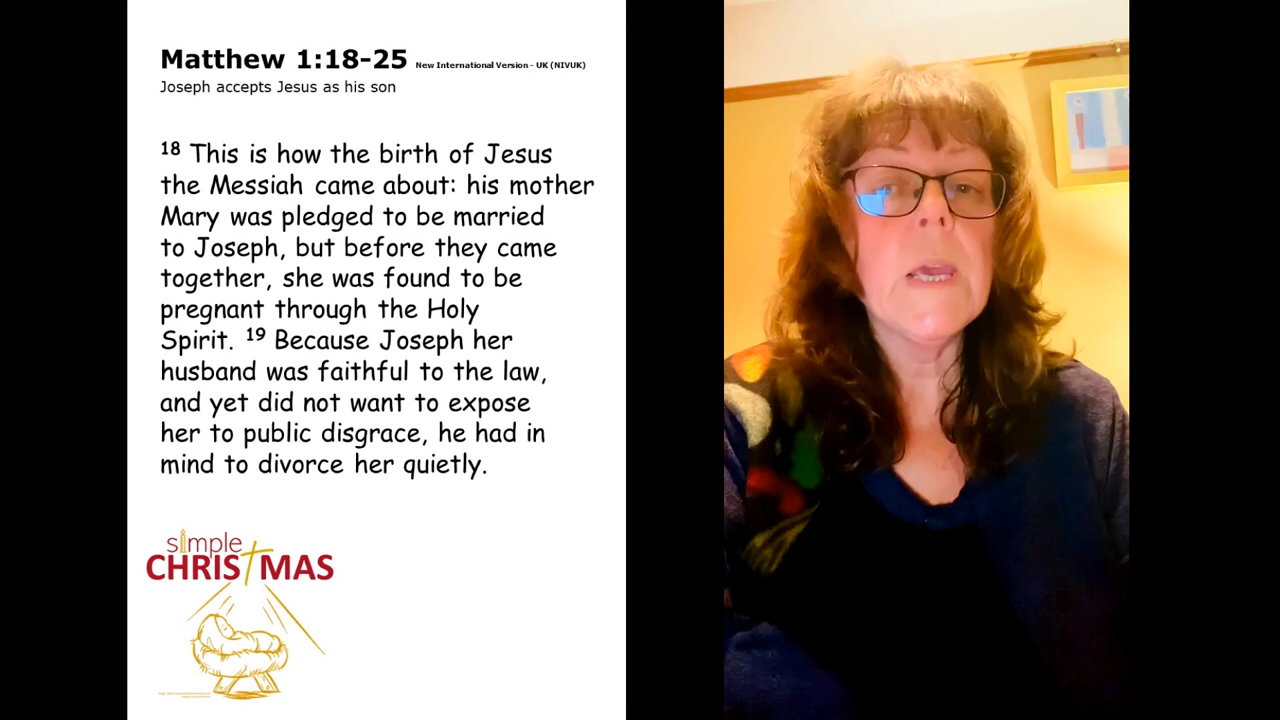 Matthew 1:18-25 New International Version - UK (NIVUK)
Joseph accepts Jesus as his son
18 This is how the birth of Jesus
the Messiah came about: his mother
Mary was pledged to be married
to Joseph, but before they came
together, she was found to be
pregnant through the Holy
Spirit. 19 Because Joseph her
husband was faithful to the law,
and yet did not want to expose
her to public disgrace, he had in
mind to divorce her quietly.
simple
CHRISTMAS